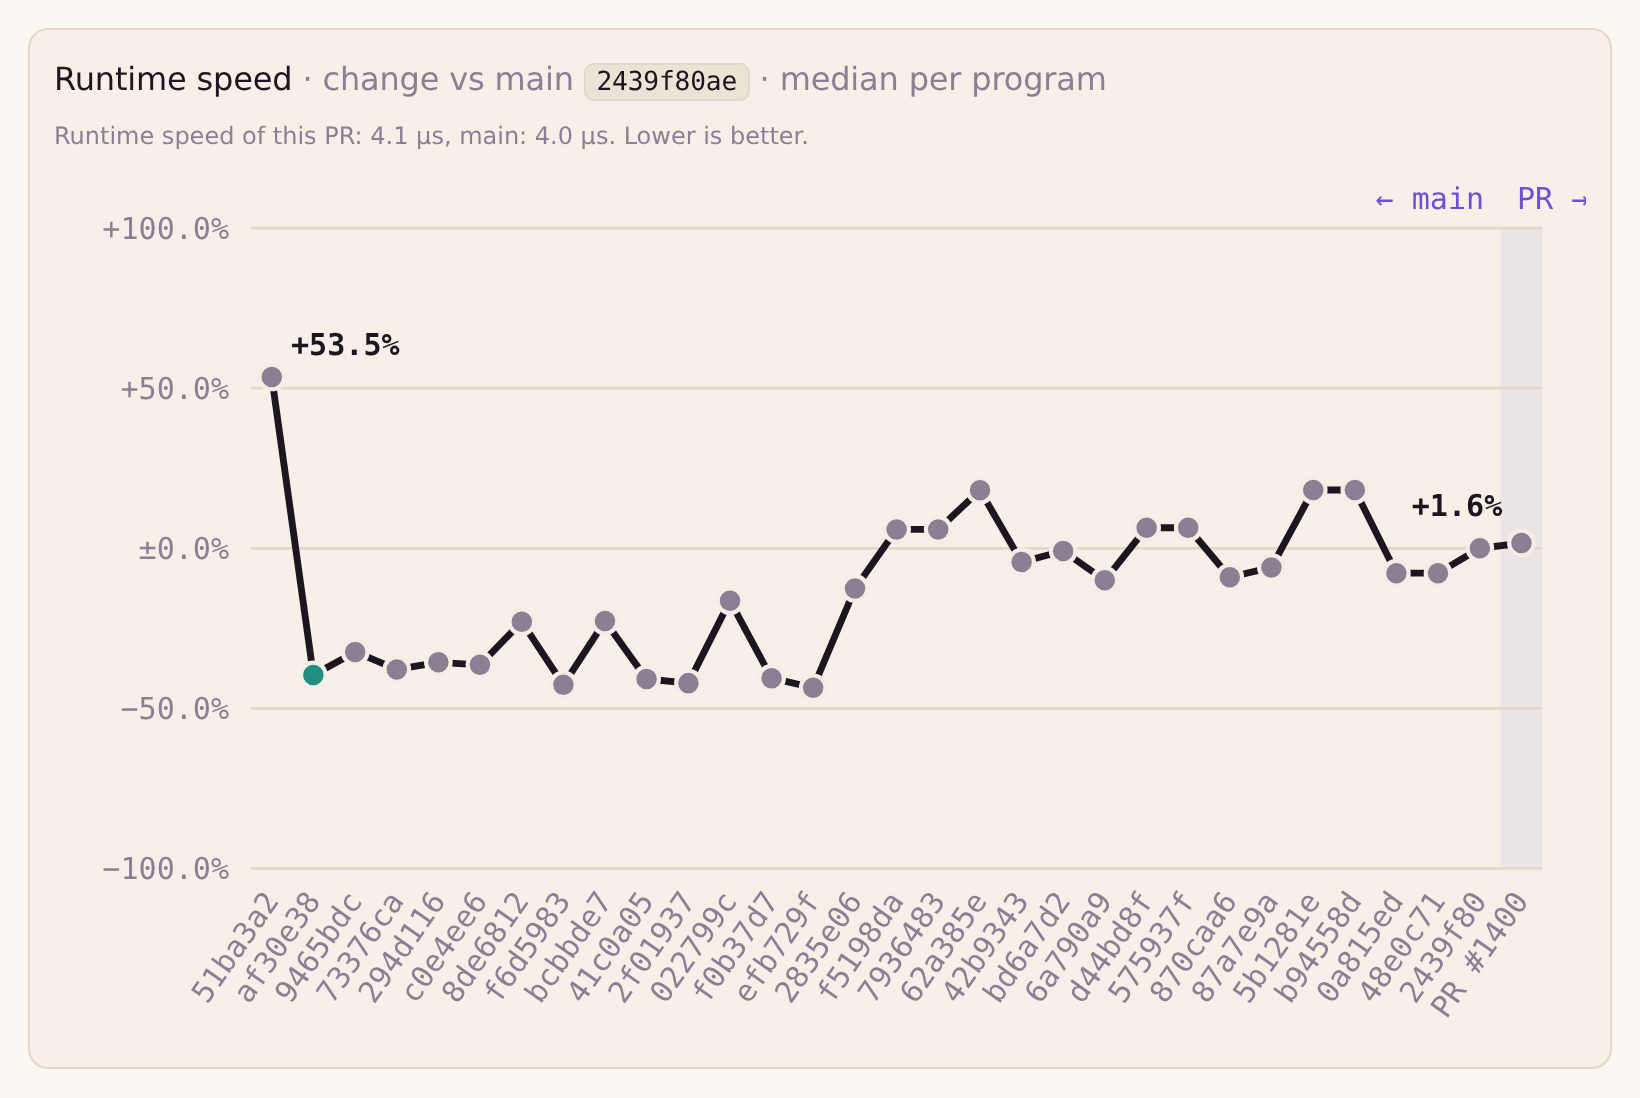 Runtime speed · change vs main 2439f80ae · median per program
Runtime speed of this PR: 4.1 µs, main: 4.0 µs. Lower is better.
← main PR →
+100.0%
+53.5%
+50.0%
+1.6%
±0.0%
−50.0%
−100.0%
51ba3a2
af30e38
9465bdc
73376ca
294d116
c0e4ee6
8de6812
f6d5983
bcbbde7
41c0a05
2f01937
022799c
f0b37d7
efb729f
2835e06
f5198da
7936483
62a385e
42b9343
bd6a7d2
6a790a9
d44bd8f
575937f
870caa6
87a7e9a
5b1281e
b94558d
0a815ed
48e0c71
2439f80
PR #1400